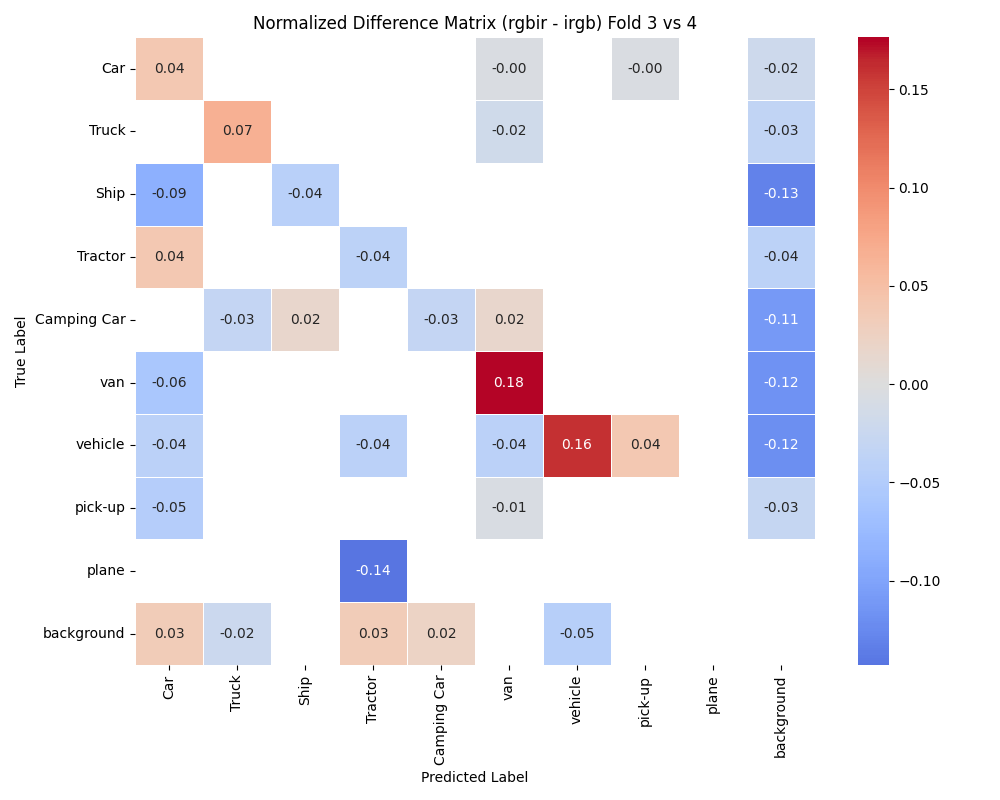 Normalized Difference Matrix (rgbir - irgb) Fold 3 vs 4
Car 0.04 -0.00 -0.00 -0.02
Truck 0.07 -0.02 -0.03
Ship -0.09 -0.04 -0.13
Tractor 0.04 -0.04 -0.04
Camping Car -0.03 0.02 -0.03 0.02 -0.11
van -0.06 0.18 -0.12
vehicle -0.04 -0.04 -0.04 0.16 0.04 -0.12
pick-up -0.05 -0.01 -0.03
plane -0.14
background 0.03 -0.02 0.03 0.02 -0.05
True Label
Car Truck Ship Tractor Camping Car van vehicle pick-up plane background
Predicted Label
0.15
0.10
0.05
0.00
−0.05
−0.10